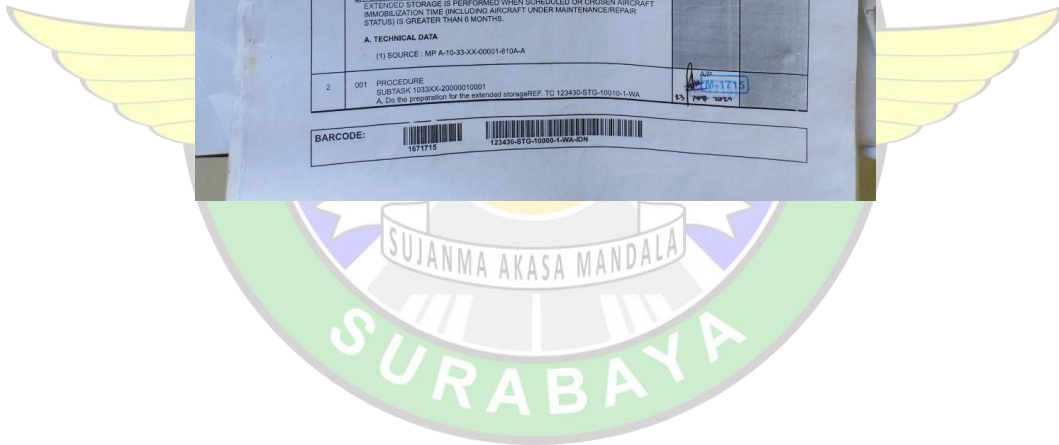 EXTENDED STORAGE IS PERFORMED WHEN SCHEDULED OR CHOSEN AIRCRAFT
IMMOBILIZATION TIME (INCLUDING AIRCRAFT UNDER MAINTENANCE/REPAIR
STATUS) IS GREATER THAN 6 MONTHS.
A. TECHNICAL DATA
(1) SOURCE : MP A-10-33-XX-00001-810A-A
2 001 PROCEDURE
SUBTASK 1033XX-20000010001
A. Do the preparation for the extended storageREF. TC 123430-STG-10010-1-WA
AP
M-1715
23
BARCODE:
1671715
123430-STG-10000-1-WA-IDN
SUJANMA AKASA MANDALA
SURABAYA